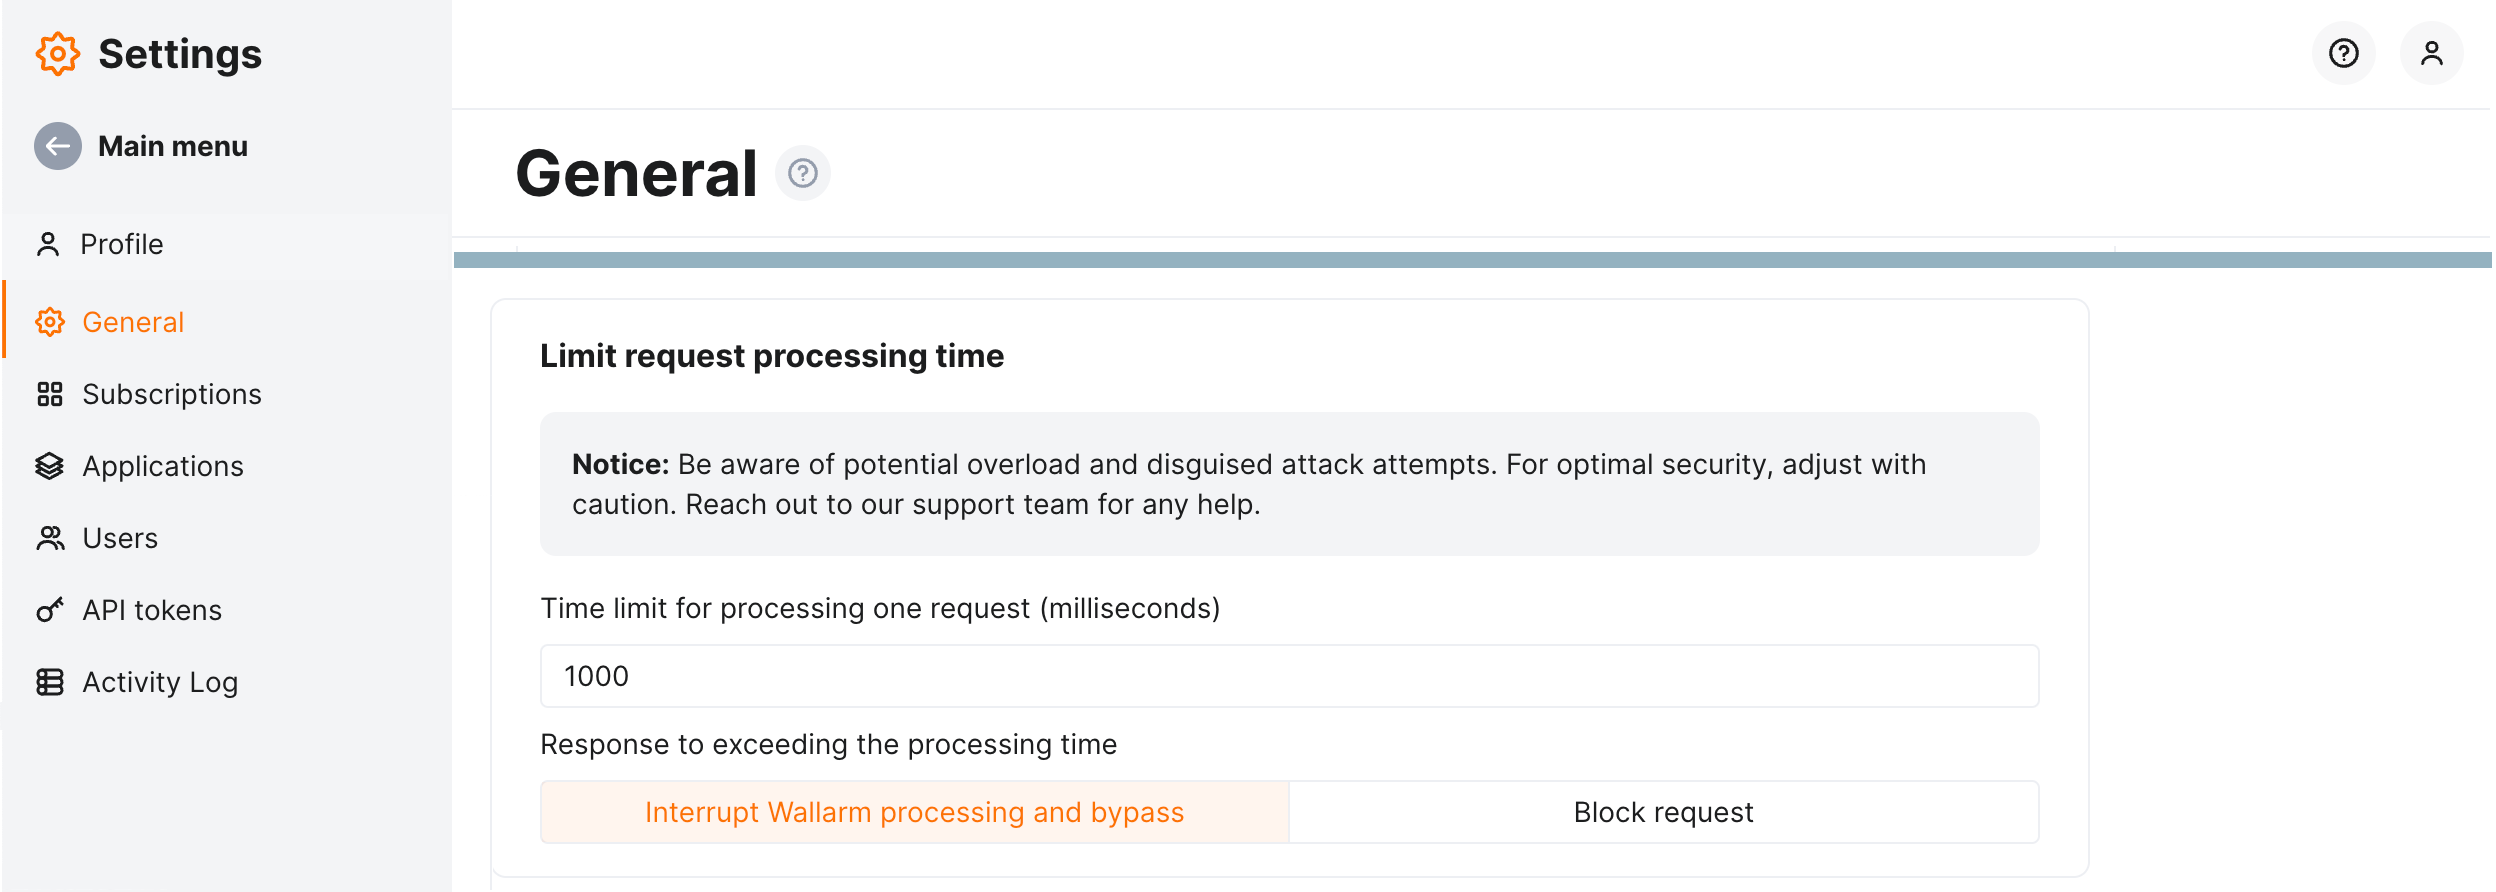 Settings
Main menu
Profile
General
Subscriptions
Applications
Users
API tokens
Activity Log
General
Limit request processing time
Notice: Be aware of potential overload and disguised attack attempts. For optimal security, adjust with
caution. Reach out to our support team for any help.
Time limit for processing one request (milliseconds)
1000
Response to exceeding the processing time
Interrupt Wallarm processing and bypass
Block request